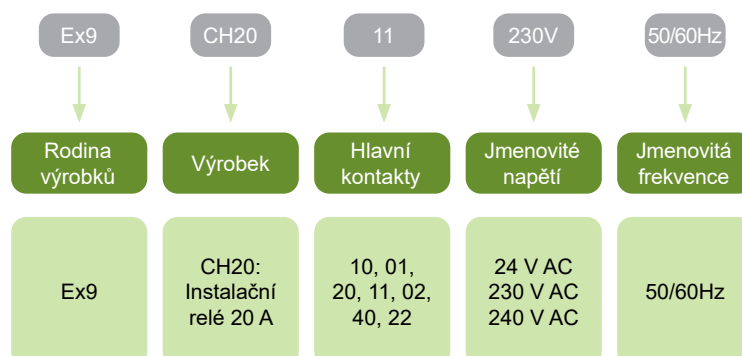 Ex9
CH20
11
230V
50/60Hz
Rodina
výrobků
Výrobek
Hlavní
kontakty
Jmenovité
napětí
Jmenovitá
frekvence
Ex9
CH20:
Instalační
relé 20 A
10, 01,
20, 11, 02,
40, 22
24 V AC
230 V AC
240 V AC
50/60Hz